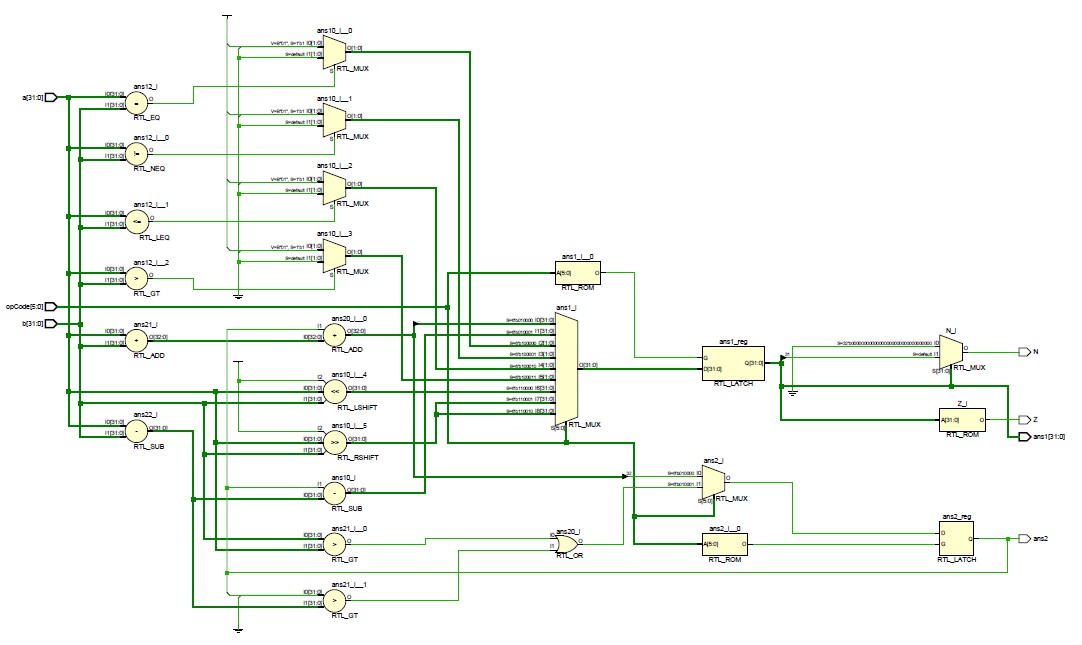 ans10_i__0
V=B"01", S=1'b1 I0[1:0]
S=default I1[1:0]
O[1:0]
S
RTL_MUX
a[31:0]
ans12_i
I0[31:0]
I1[31:0]
O
=
RTL_EQ
ans10_i__1
V=B"01", S=1'b1 I0[1:0]
S=default I1[1:0]
O[1:0]
S
RTL_MUX
ans12_i__0
I0[31:0]
I1[31:0]
O
!=
RTL_NEQ
ans10_i__2
V=B"01", S=1'b1 I0[1:0]
S=default I1[1:0]
O[1:0]
S
RTL_MUX
ans12_i__1
I0[31:0]
I1[31:0]
O
<=
RTL_LEQ
ans10_i__3
V=B"01", S=1'b1 I0[1:0]
S=default I1[1:0]
O[1:0]
S
RTL_MUX
ans12_i__2
I0[31:0]
I1[31:0]
O
>
RTL_GT
ans1_i__0
A[5:0]
O
RTL_ROM
opCode[5:0]
b[31:0]
ans21_i
I0[31:0]
I1[31:0]
O[32:0]
+
RTL_ADD
ans20_i__0
I1
I0[32:0]
O[32:0]
+
RTL_ADD
ans1_i
S=6'b010000 I0[31:0]
S=6'b010001 I1[31:0]
S=6'b100000 I2[31:0]
S=6'b100001 I3[31:0]
S=6'b100010 I4[31:0]
S=6'b100011 I5[31:0]
S=6'b110000 I6[31:0]
S=6'b110001 I7[31:0]
S=6'b110010 I8[31:0]
O[31:0]
S[5:0]
RTL_MUX
ans1_reg
G
D[31:0]
Q[31:0]
RTL_LATCH
31
N_i
I0
S=default I1
O
S[31:0]
RTL_MUX
N
ans10_i__4
I2
I0[31:0]
I1[31:0]
O[31:0]
<<
RTL_LSHIFT
Z_i
A[31:0]
O
RTL_ROM
Z
ans1[31:0]
ans22_i
I0[31:0]
I1[31:0]
O[31:0]
-
RTL_SUB
ans10_i__5
I2
I0[31:0]
I1[31:0]
O[31:0]
>>
RTL_RSHIFT
ans10_i
I1
I0[31:0]
O[31:0]
-
RTL_SUB
32
ans2_i
S=6'b010000 I0
S=6'b010001 I1
O
S[5:0]
RTL_MUX
ans21_i__0
I0[31:0]
I1[31:0]
O
>
RTL_GT
ans20_i
I0
I1
O
RTL_OR
ans2_i__0
A[5:0]
O
RTL_ROM
ans2_reg
D
G
Q
RTL_LATCH
ans2
ans21_i__1
I0[31:0]
I1[31:0]
O
>
RTL_GT